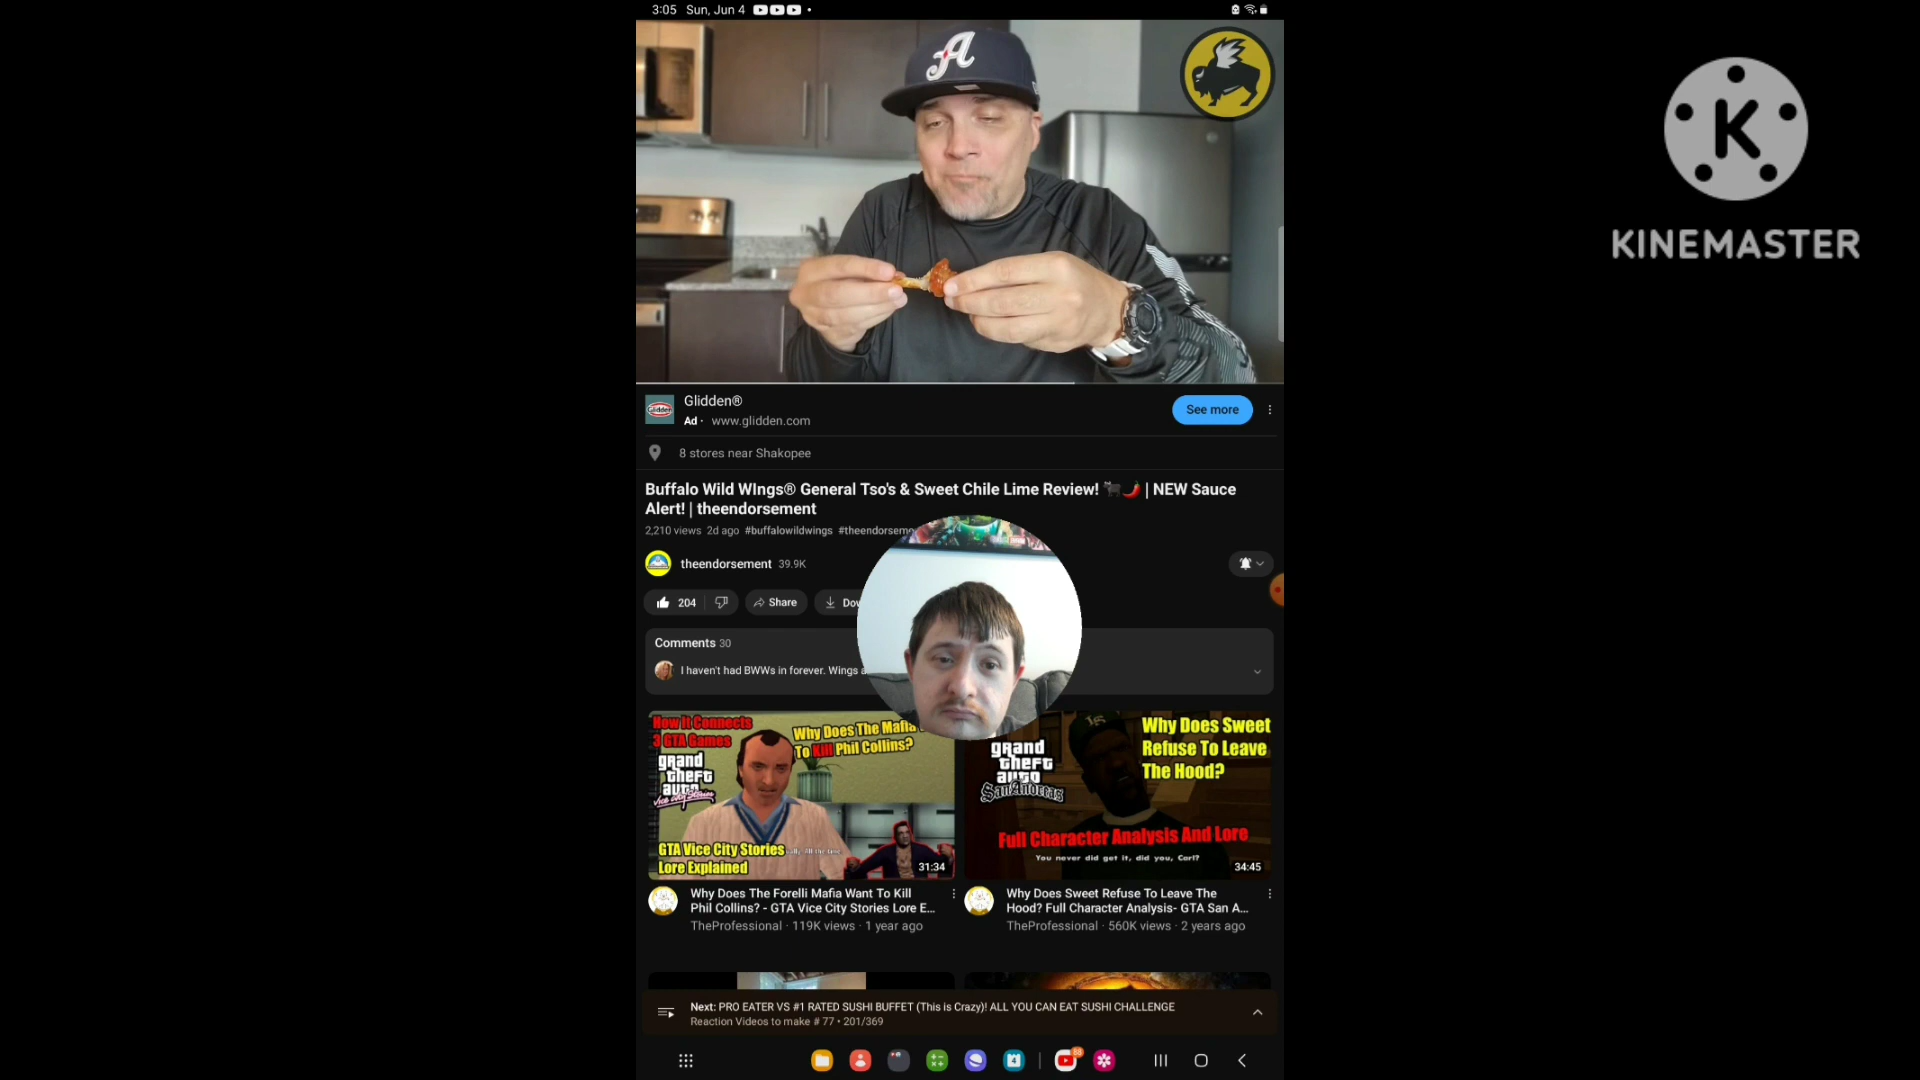 3:05 Sun, Jun 4
A
K
KINEMASTER
Glidden
Glidden®
Ad · www.glidden.com
See more
8 stores near Shakopee
Buffalo Wild WIngs® General Tso's & Sweet Chile Lime Review! 🐃🌶️ | NEW Sauce
Alert! | theendorsement
2,210 views 2d ago #buffalowildwings #theendorseme
theendorsement 39.9K
204
Share
Dow
Comments 30
I haven't had BWWs in forever. Wings a
How It Connects
3 GTA Games
Why Does The Mafia
To Kill Phil Collins?
grand
theft
auto
Vice City Stories
GTA Vice City Stories
Lore Explained
31:34
Why Does Sweet
Refuse To Leave
The Hood?
grand
theft
auto
SanAndreas
Full Character Analysis And Lore
You never did get it, did you, Carl?
34:45
Why Does The Forelli Mafia Want To Kill
Phil Collins? - GTA Vice City Stories Lore E...
TheProfessional · 119K views · 1 year ago
Why Does Sweet Refuse To Leave The
Hood? Full Character Analysis- GTA San A...
TheProfessional · 560K views · 2 years ago
Next: PRO EATER VS #1 RATED SUSHI BUFFET (This is Crazy)! ALL YOU CAN EAT SUSHI CHALLENGE
Reaction Videos to make # 77 • 201/369
4